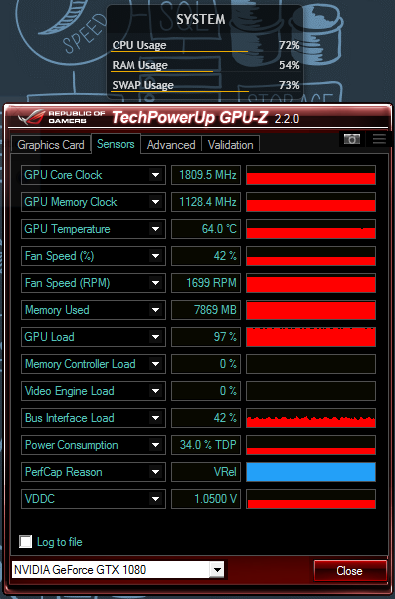 SQL
SPEED
SYSTEM
CPU Usage 72%
RAM Usage 54%
SWAP Usage 73%
STORAGE
REPUBLIC OF
GAMERS
TechPowerUp GPU-Z 2.2.0
Graphics Card Sensors Advanced Validation
GPU Core Clock 1809.5 MHz
GPU Memory Clock 1128.4 MHz
GPU Temperature 64.0 °C
Fan Speed (%) 42 %
Fan Speed (RPM) 1699 RPM
Memory Used 7869 MB
GPU Load 97 %
Memory Controller Load 0 %
Video Engine Load 0 %
Bus Interface Load 42 %
Power Consumption 34.0 % TDP
PerfCap Reason VRel
VDDC 1.0500 V
Log to file
NVIDIA GeForce GTX 1080 Close